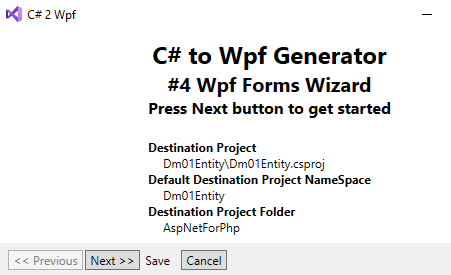 C# 2 Wpf
C# to Wpf Generator
#4 Wpf Forms Wizard
Press Next button to get started
Destination Project
Dm01Entity\Dm01Entity.csproj
Default Destination Project NameSpace
Dm01Entity
Destination Project Folder
AspNetForPhp
<< Previous Next >> Save Cancel